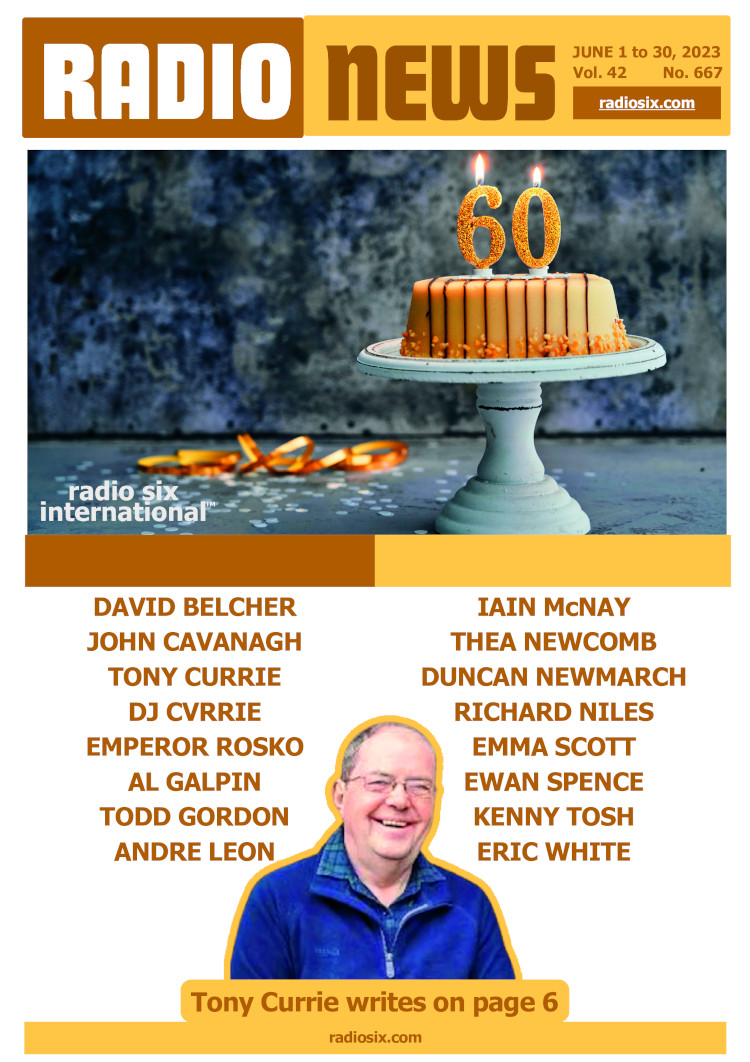 RADIO NEWS
JUNE 1 to 30, 2023
Vol. 42 No. 667
radiosix.com
60
radio six
international™
DAVID BELCHER
JOHN CAVANAGH
TONY CURRIE
DJ CVRRIE
EMPEROR ROSKO
AL GALPIN
TODD GORDON
ANDRE LEON
IAIN McNAY
THEA NEWCOMB
DUNCAN NEWMARCH
RICHARD NILES
EMMA SCOTT
EWAN SPENCE
KENNY TOSH
ERIC WHITE
Tony Currie writes on page 6
radiosix.com